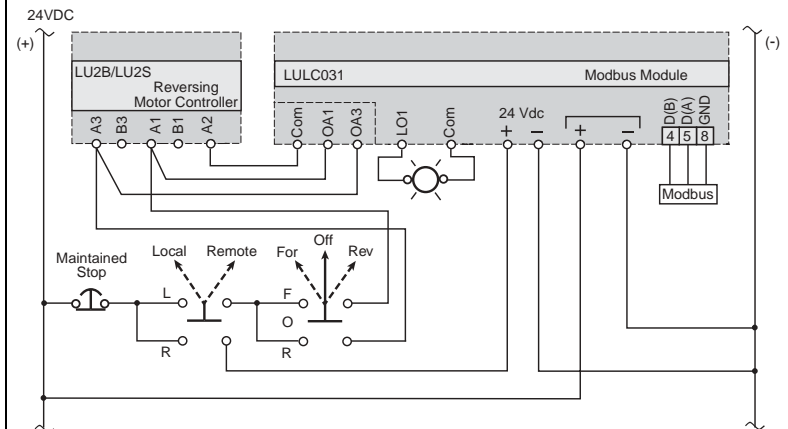 24VDC
(+)
(-)
LU2B/LU2S
Reversing
Motor Controller
LULC031
Modbus Module
A3
B3
A1
B1
A2
Com
OA1
OA3
LO1
Com
24 Vdc
+
–
+
–
D(B)
D(A)
GND
4 5 8
Modbus
Maintained
Stop
Local
Remote
For
Off
Rev
L
F
O
R
R